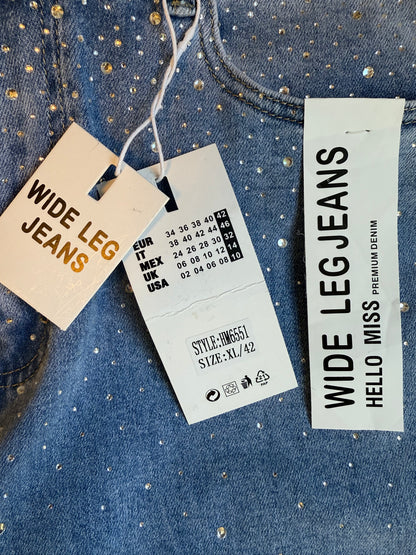 WIDE LEG
JEANS
EUR 34 36 38 40 42
IT 38 40 42 44 46
MEX 24 26 28 30 32
UK 06 08 10 12 14
USA 02 04 06 08 10
STYLE:HM6551
SIZE:XL/42
WIDE LEG JEANS
HELLO MISS PREMIUM DENIM